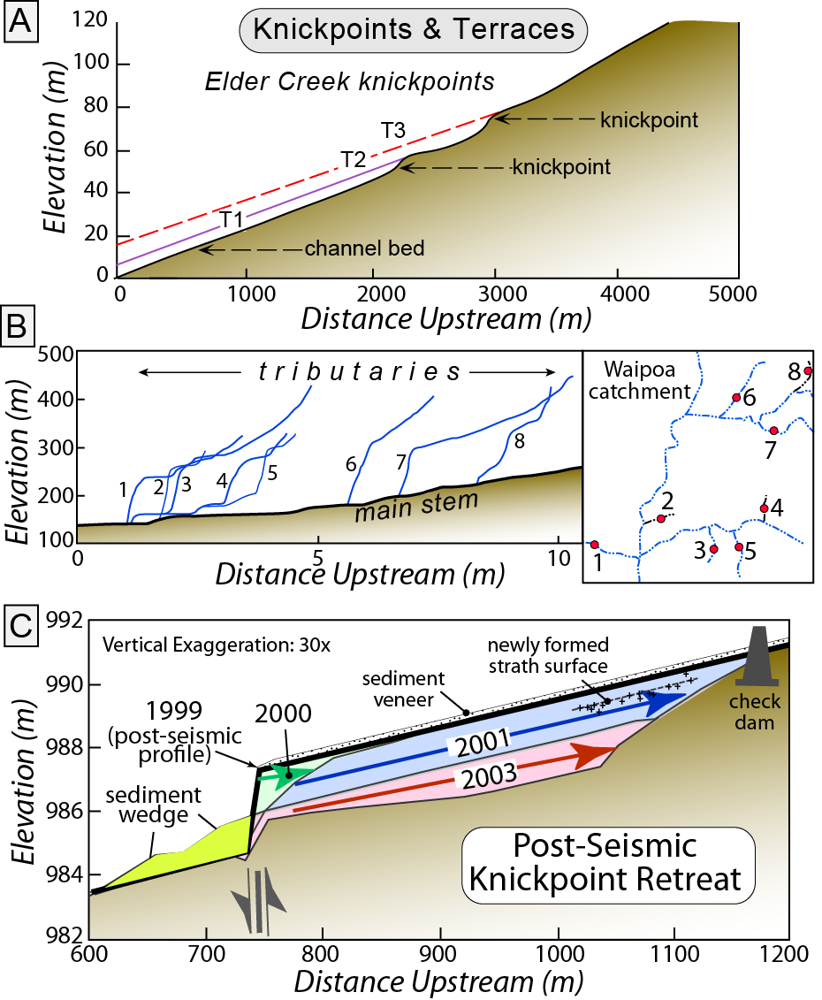 A
Knickpoints & Terraces
Elder Creek knickpoints
Elevation (m)
120
100
80
60
40
20
0
T3
T2
T1
knickpoint
knickpoint
channel bed
0
1000
2000
3000
4000
5000
Distance Upstream (m)
B
Elevation (m)
500
400
300
200
100
tributaries
1
2
3
4
5
6
7
8
main stem
0
5
10
Distance Upstream (m)
Waipoa
catchment
8
6
7
2
4
1
3
5
C
Elevation (m)
992
990
988
986
984
982
Vertical Exaggeration: 30x
newly formed
strath surface
sediment
veneer
1999
(post-seismic
profile)
2000
check
dam
2001
2003
sediment
wedge
Post-Seismic
Knickpoint Retreat
600
700
800
900
1000
1100
1200
Distance Upstream (m)